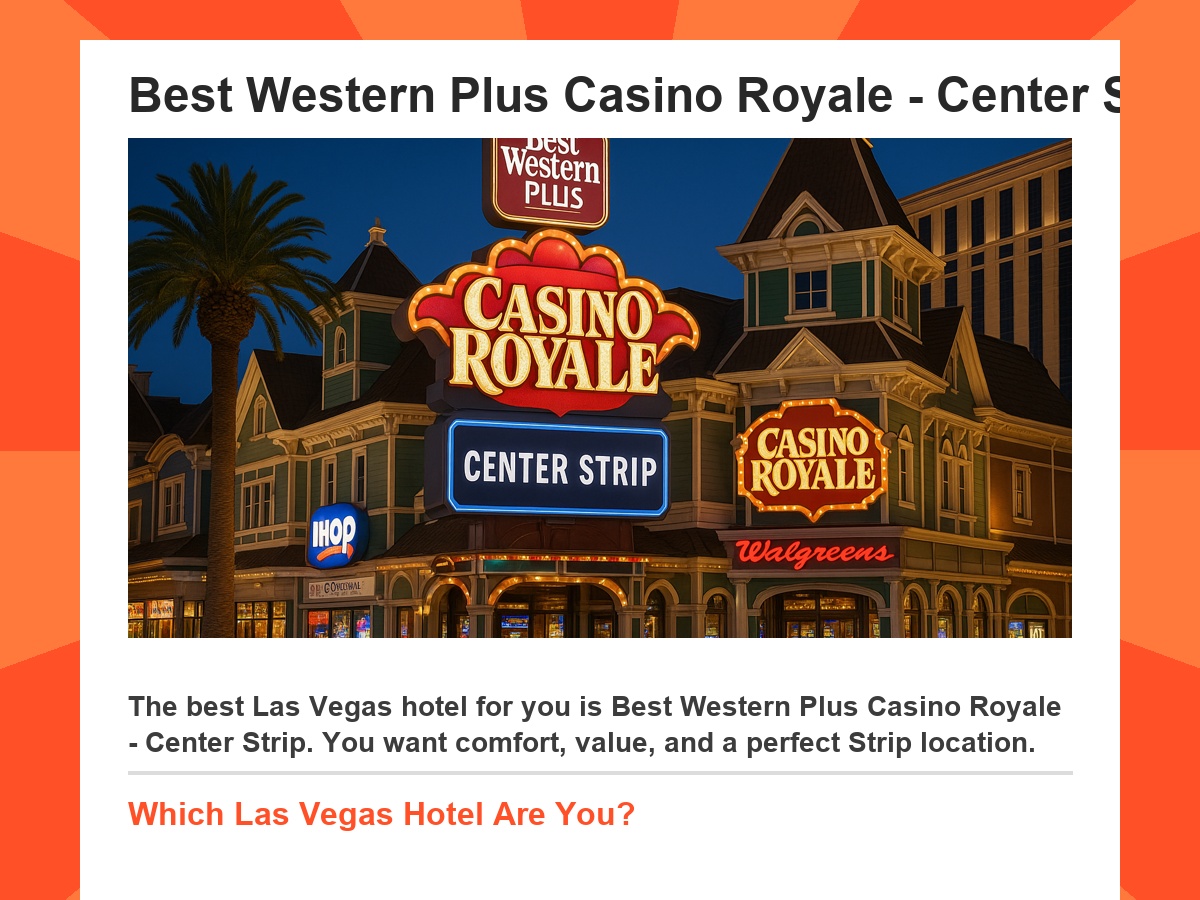 Best Western Plus Casino Royale - Center S
Best
Western
PLUS
CASINO
ROYALE
CENTER STRIP
CASINO
ROYALE
IHOP
Walgreens
The best Las Vegas hotel for you is Best Western Plus Casino Royale
- Center Strip. You want comfort, value, and a perfect Strip location.
Which Las Vegas Hotel Are You?